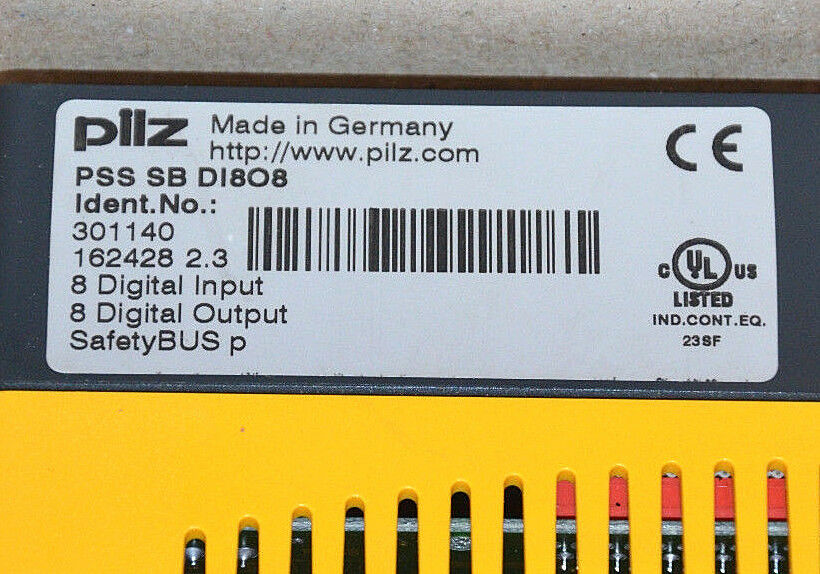 pilz Made in Germany
http://www.pilz.com
PSS SB DI8O8
Ident.No.:
301140
162428 2.3
8 Digital Input
8 Digital Output
SafetyBUS p
CE
C UL US
LISTED
IND.CONT.EQ.
23SF